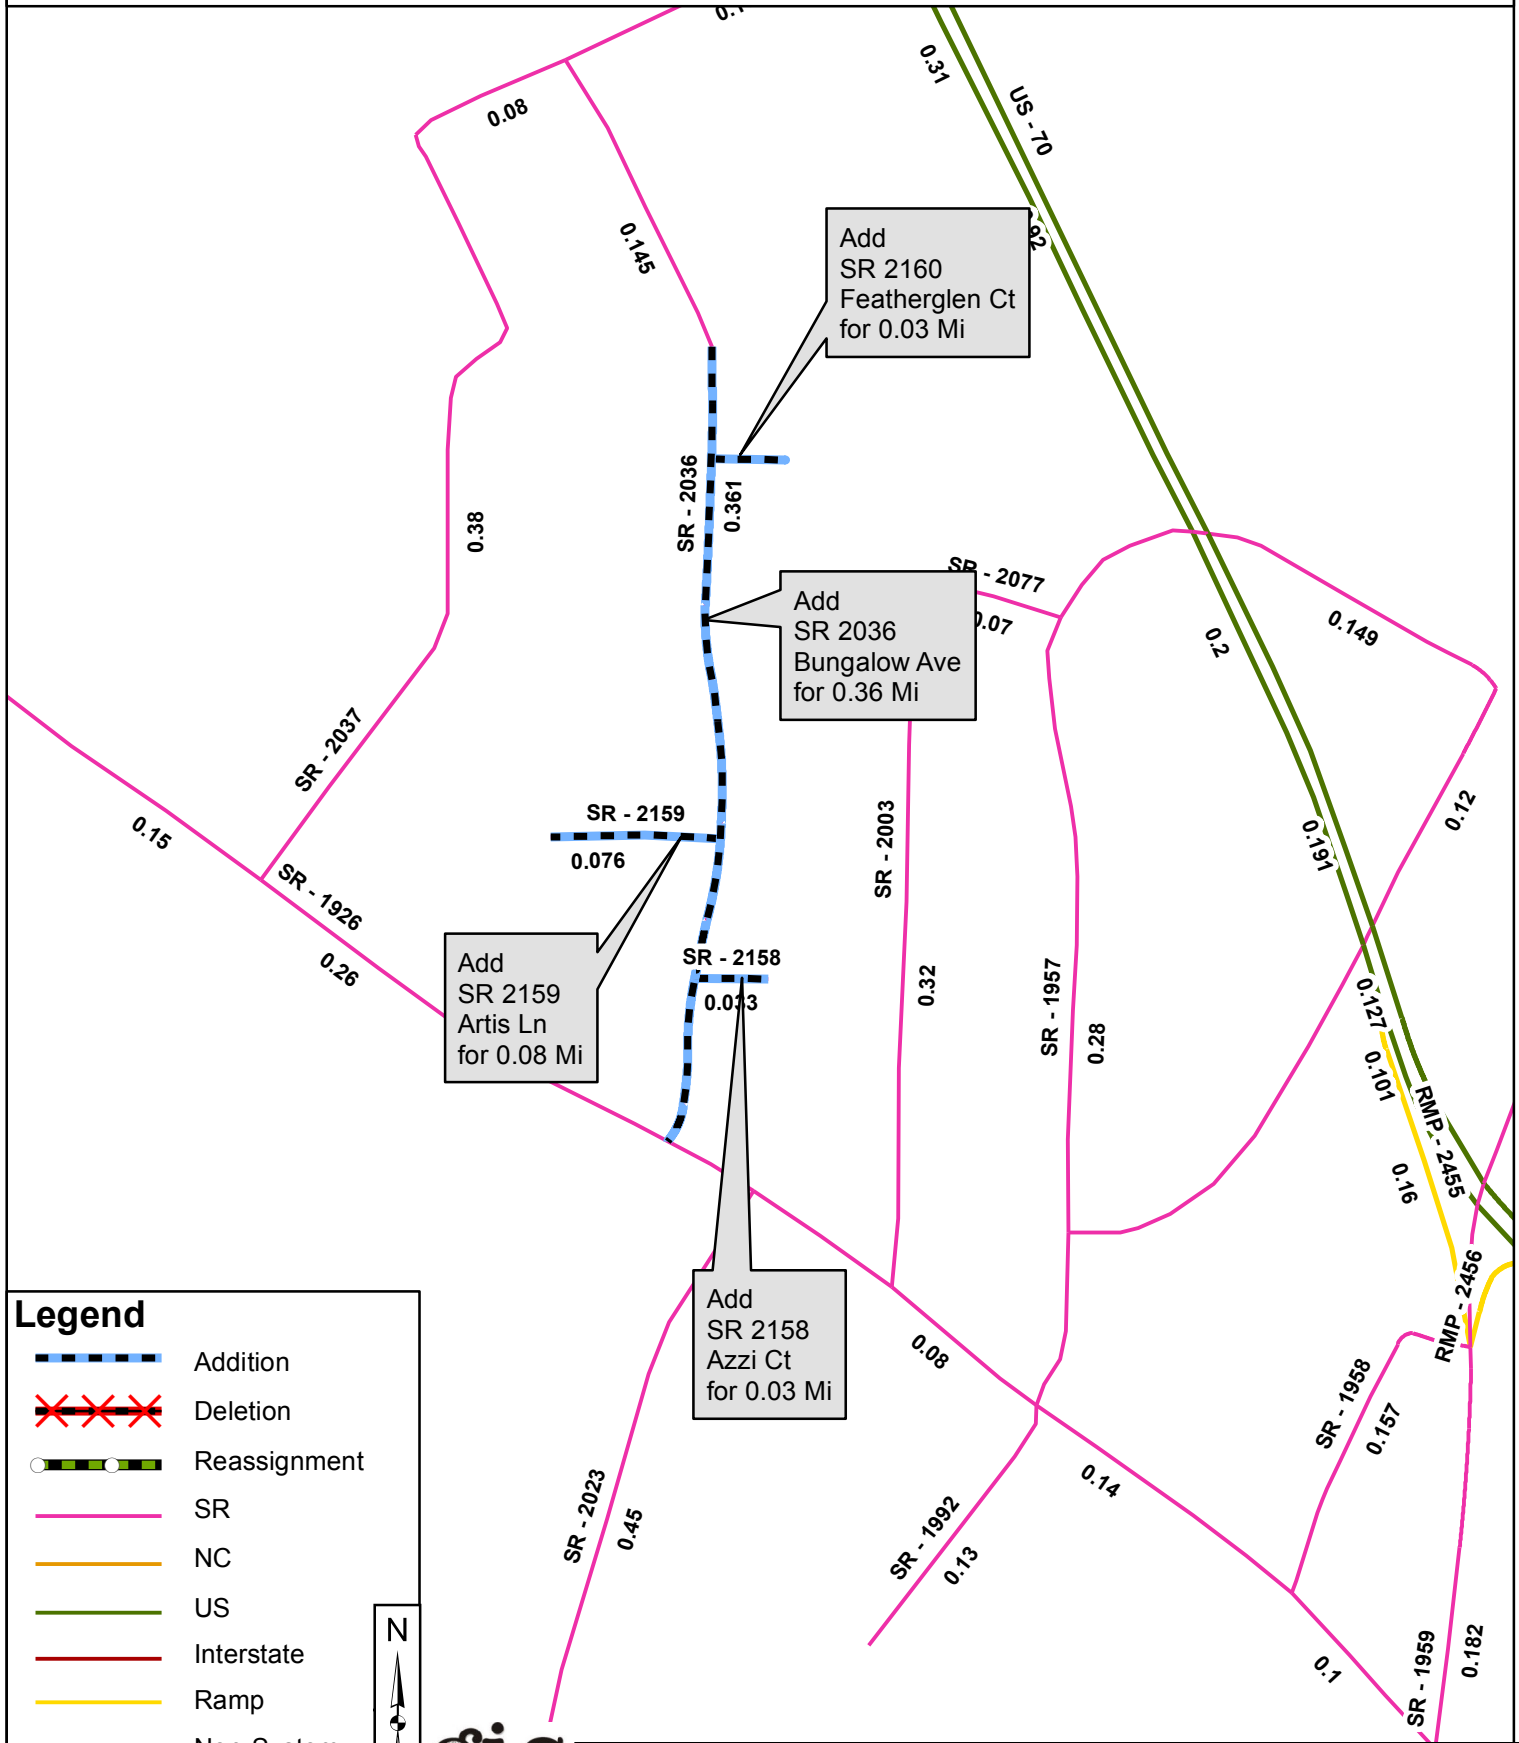 0.31
US - 70
0.08
0.145
Add
SR 2160
Featherglen Ct
for 0.03 Mi
SR - 2036
0.361
0.38
SR - 2077
0.07
Add
SR 2036
Bungalow Ave
for 0.36 Mi
0.2
0.149
SR - 2037
0.15
SR - 2159
0.076
SR - 2003
0.191
0.12
SR - 1926
0.26
Add
SR 2159
Artis Ln
for 0.08 Mi
SR - 2158
0.033
0.32
SR - 1957
0.28
0.127
0.101
RMP - 2455
0.16
RMP - 2456
Add
SR 2158
Azzi Ct
for 0.03 Mi
0.08
SR - 1958
0.157
SR - 2023
0.45
SR - 1992
0.13
0.14
0.1
SR - 1959
0.182
Legend
Addition
Deletion
Reassignment
SR
NC
US
Interstate
Ramp
N